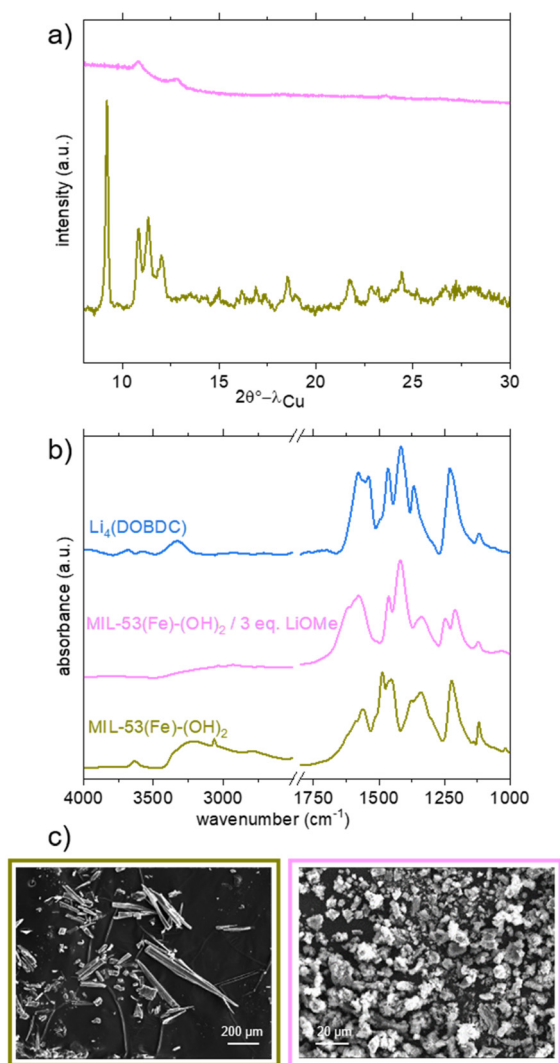 a)
intensity (a.u.)
10 15 20 25 30
2θ°−λCu
b)
absorbance (a.u.)
Li4(DOBDC)
MIL-53(Fe)-(OH)2 / 3 eq. LiOMe
MIL-53(Fe)-(OH)2
4000 3500 3000 1750 1500 1250 1000
wavenumber (cm-1)
c)
200 µm
20 µm